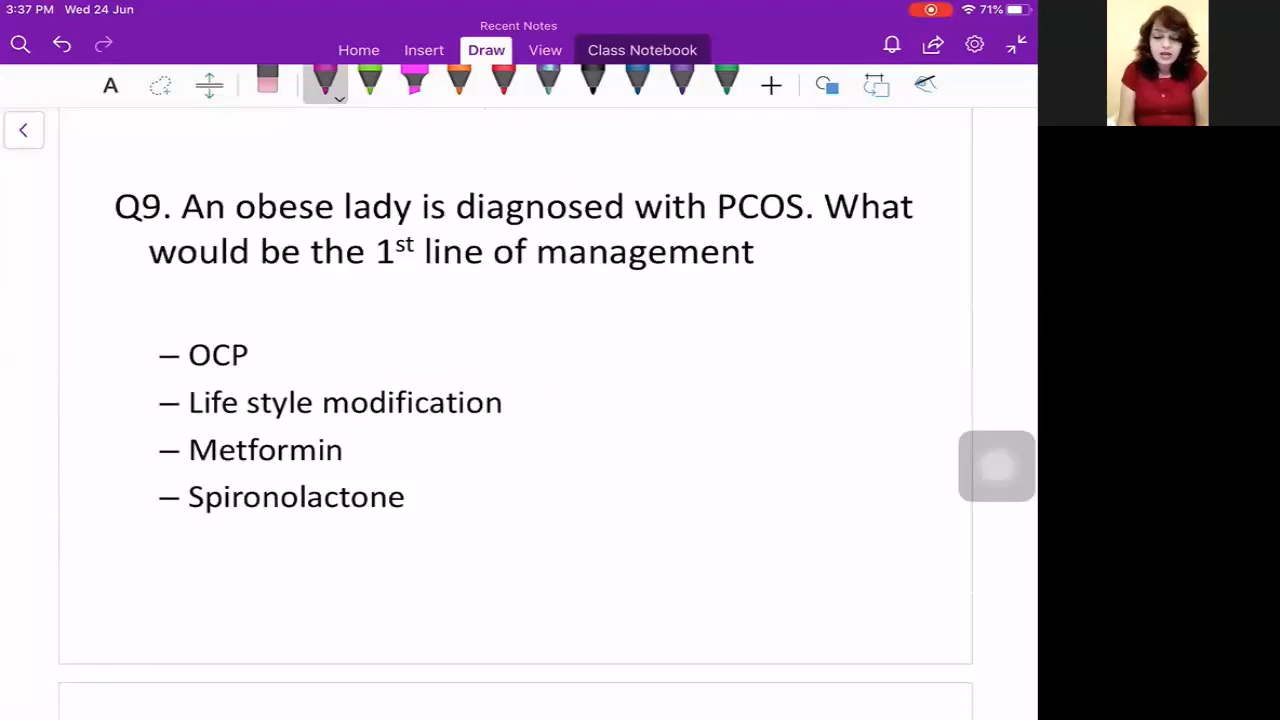 3:37 PM Wed 24 Jun
71%
Recent Notes
Home Insert Draw View Class Notebook
A
Q9. An obese lady is diagnosed with PCOS. What
would be the 1st line of management
– OCP
– Life style modification
– Metformin
– Spironolactone